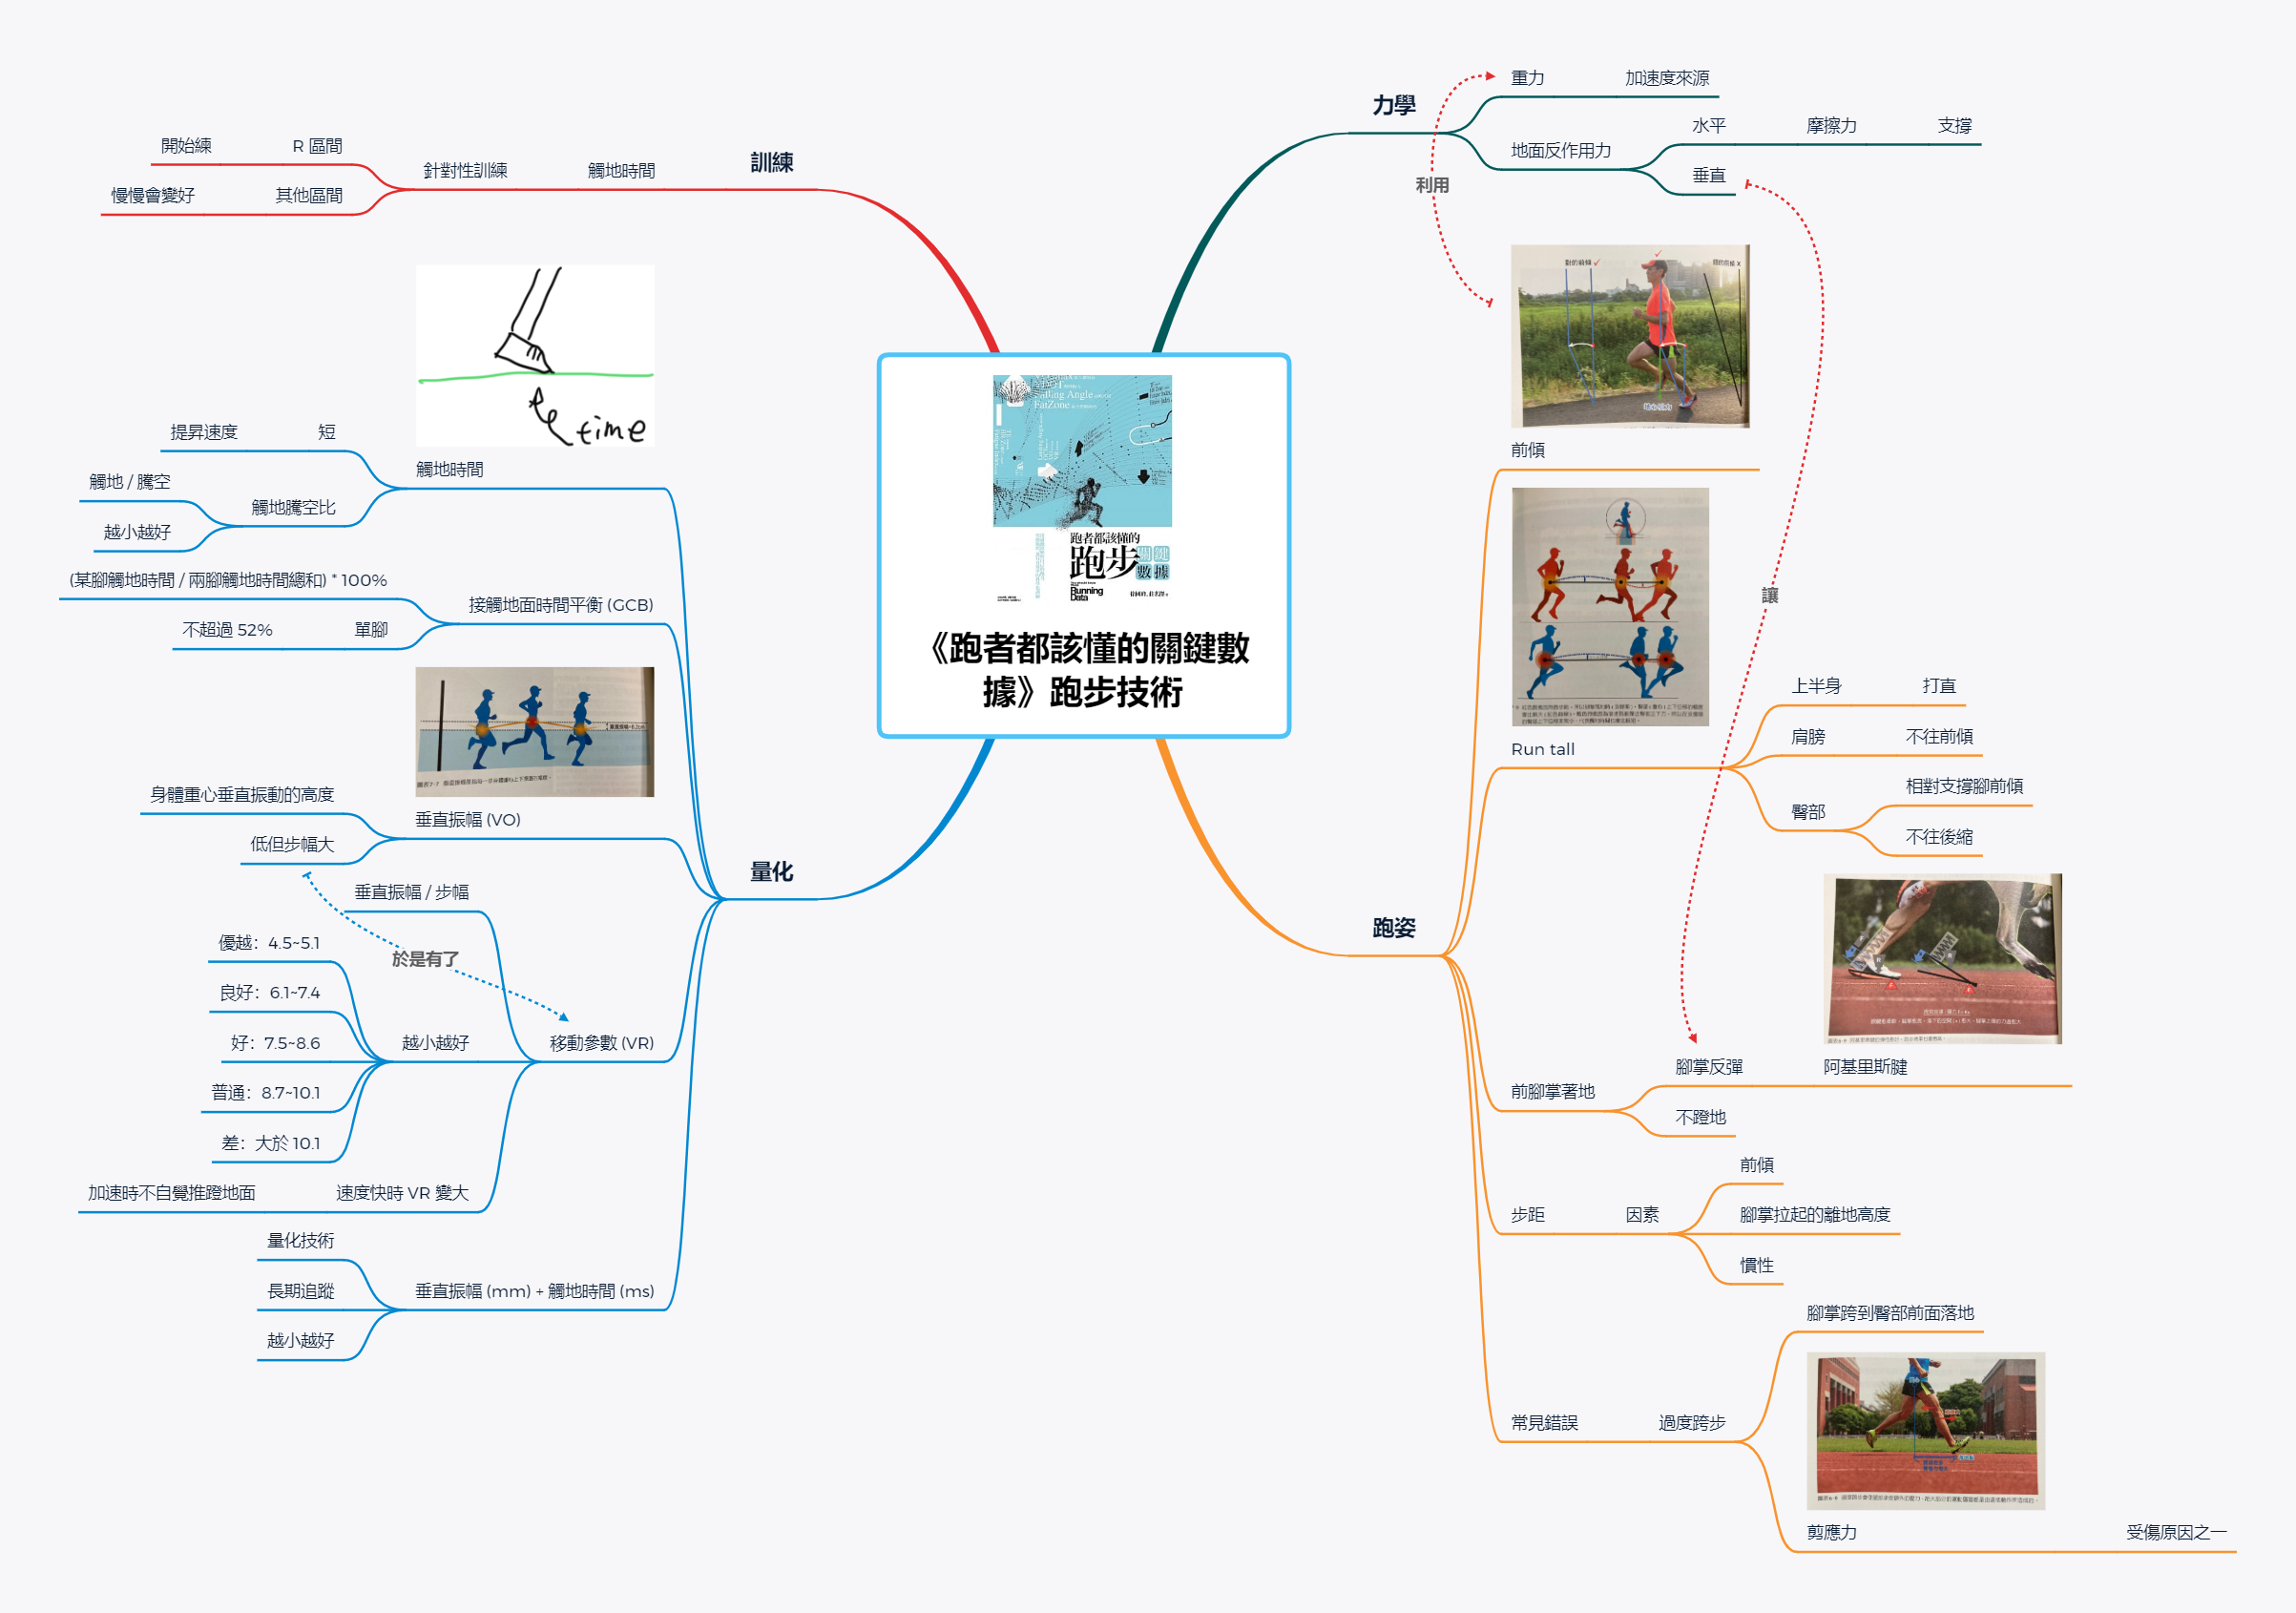 《跑者都該懂的關鍵數
據》跑步技術
跑者都該懂的
跑步
關鍵
數據
Running
Data
Falling Angle
FatZone
力學
重力
加速度來源
地面反作用力
水平
摩擦力
支撐
垂直
利用
讓
跑姿
前傾
Run tall
上半身
打直
肩膀
不往前傾
臀部
相對支撐腳前傾
不往後縮
前腳掌著地
腳掌反彈
阿基里斯腱
不蹬地
步距
因素
前傾
腳掌拉起的離地高度
慣性
常見錯誤
過度跨步
腳掌跨到臀部前面落地
剪應力
受傷原因之一
訓練
觸地時間
針對性訓練
R 區間
開始練
其他區間
慢慢會變好
量化
time
觸地時間
短
提昇速度
觸地騰空比
觸地 / 騰空
越小越好
接觸地面時間平衡 (GCB)
(某腳觸地時間 / 兩腳觸地時間總和) * 100%
單腳
不超過 52%
垂直振幅 (VO)
身體重心垂直振動的高度
低但步幅大
於是有了
移動參數 (VR)
垂直振幅 / 步幅
越小越好
優越：4.5~5.1
良好：6.1~7.4
好：7.5~8.6
普通：8.7~10.1
差：大於 10.1
速度快時 VR 變大
加速時不自覺推蹬地面
垂直振幅 (mm) + 觸地時間 (ms)
量化技術
長期追蹤
越小越好